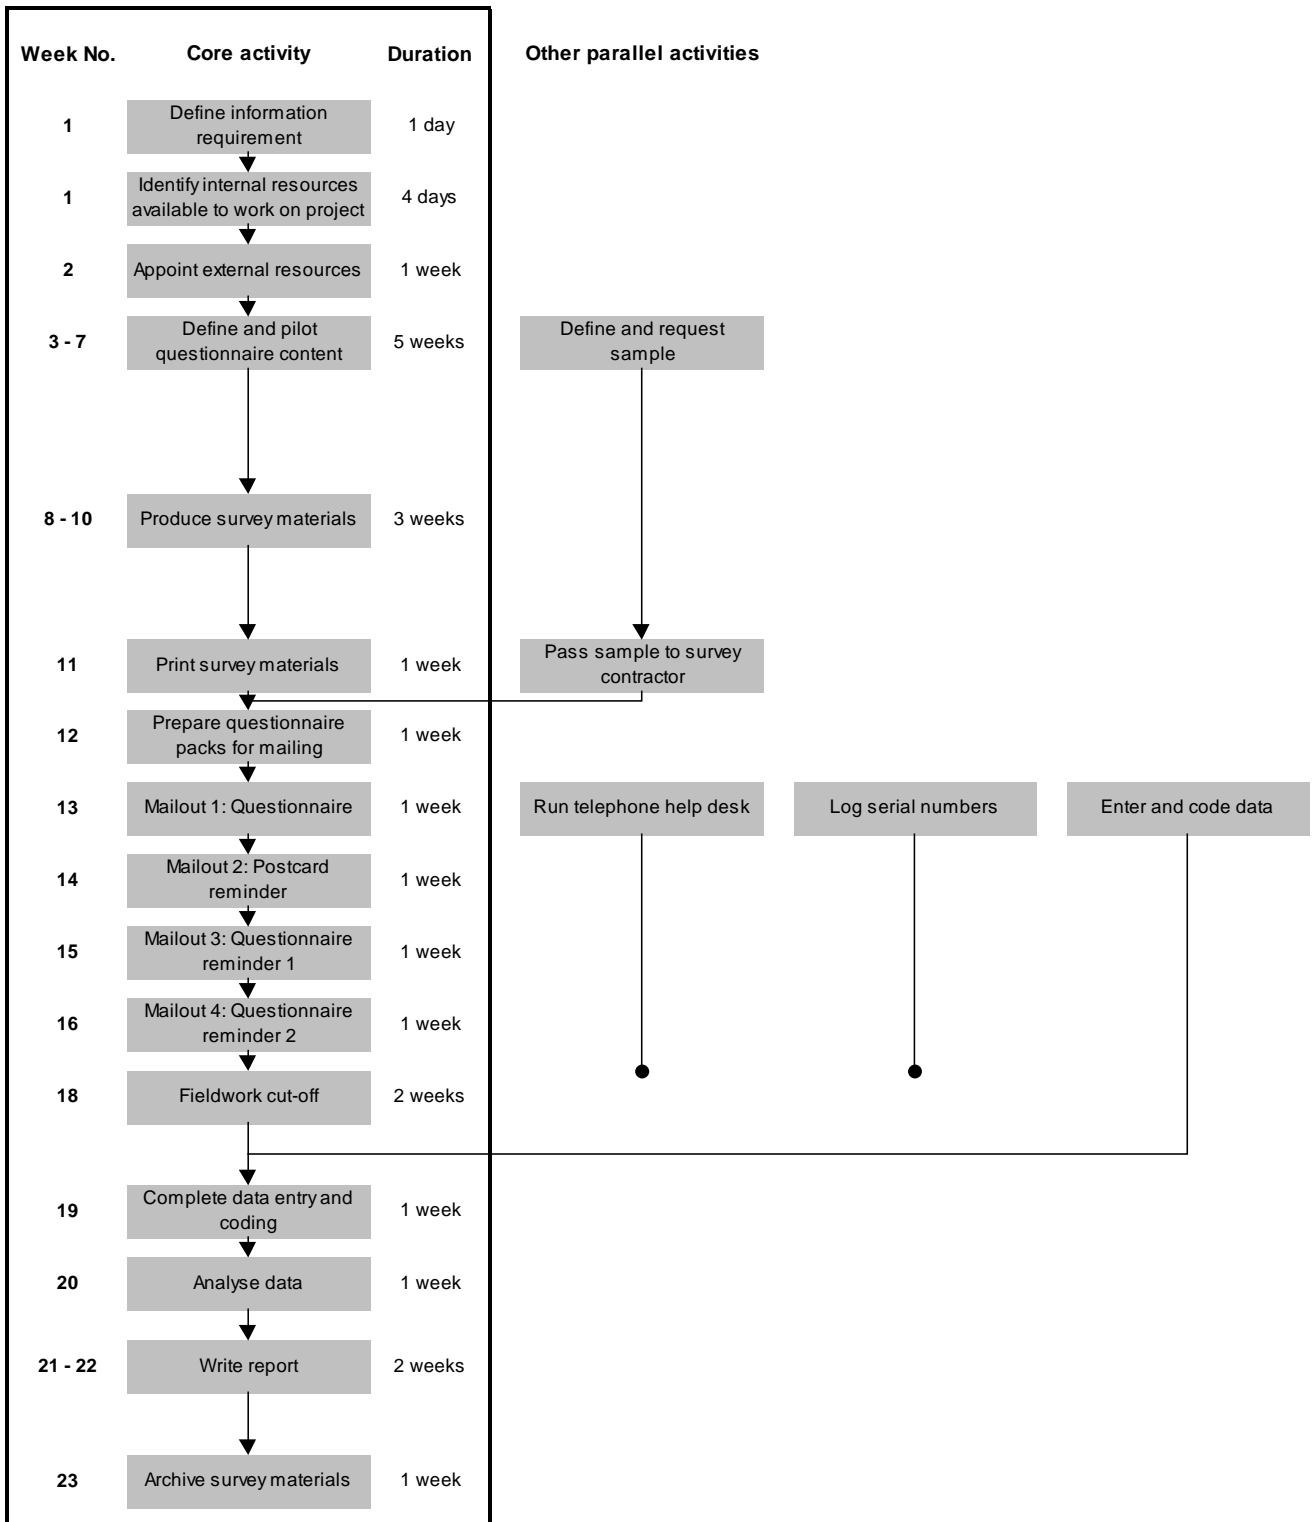 Week No.
Core activity
Duration
Other parallel activities
1
Define information
requirement
1 day
1
Identify internal resources
available to work on project
4 days
2
Appoint external resources
1 week
3 - 7
Define and pilot
questionnaire content
5 weeks
Define and request
sample
8 - 10
Produce survey materials
3 weeks
11
Print survey materials
1 week
Pass sample to survey
contractor
12
Prepare questionnaire
packs for mailing
1 week
13
Mailout 1: Questionnaire
1 week
Run telephone help desk
Log serial numbers
Enter and code data
14
Mailout 2: Postcard
reminder
1 week
15
Mailout 3: Questionnaire
reminder 1
1 week
16
Mailout 4: Questionnaire
reminder 2
1 week
18
Fieldwork cut-off
2 weeks
19
Complete data entry and
coding
1 week
20
Analyse data
1 week
21 - 22
Write report
2 weeks
23
Archive survey materials
1 week